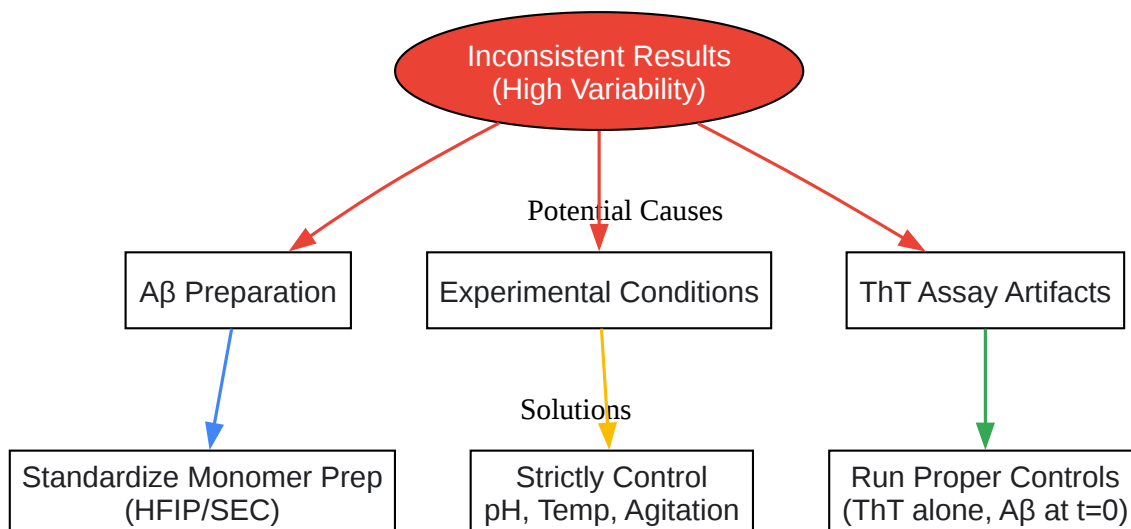 Inconsistent Results
(High Variability)
Potential Causes
Aβ Preparation
Experimental Conditions
ThT Assay Artifacts
Solutions
Standardize Monomer Prep
(HFIP/SEC)
Strictly Control
pH, Temp, Agitation
Run Proper Controls
(ThT alone, Aβ at t=0)